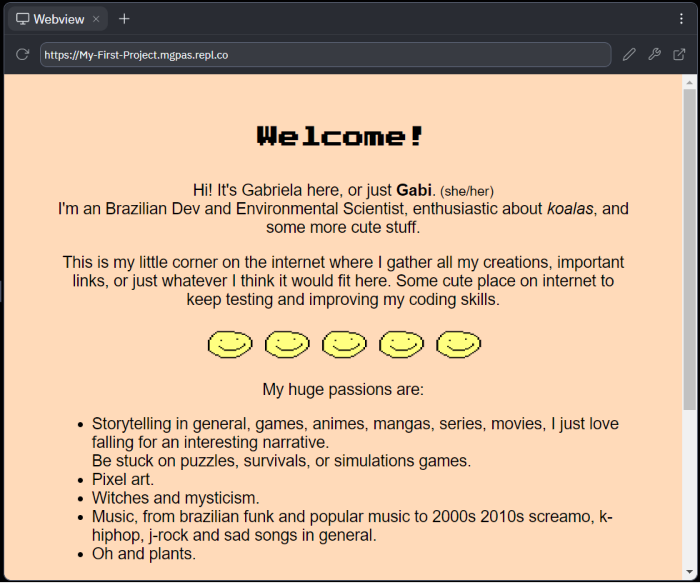 Webview
https://My-First-Project.mgpas.repl.co
Welcome!
Hi! It's Gabriela here, or just Gabi. (she/her)
I'm an Brazilian Dev and Environmental Scientist, enthusiastic about koalas, and
some more cute stuff.
This is my little corner on the internet where I gather all my creations, important
links, or just whatever I think it would fit here. Some cute place on internet to
keep testing and improving my coding skills.
My huge passions are:
• Storytelling in general, games, animes, mangas, series, movies, I just love
falling for an interesting narrative.
Be stuck on puzzles, survivals, or simulations games.
• Pixel art.
• Witches and mysticism.
• Music, from brazilian funk and popular music to 2000s 2010s screamo, k-
hiphop, j-rock and sad songs in general.
• Oh and plants.